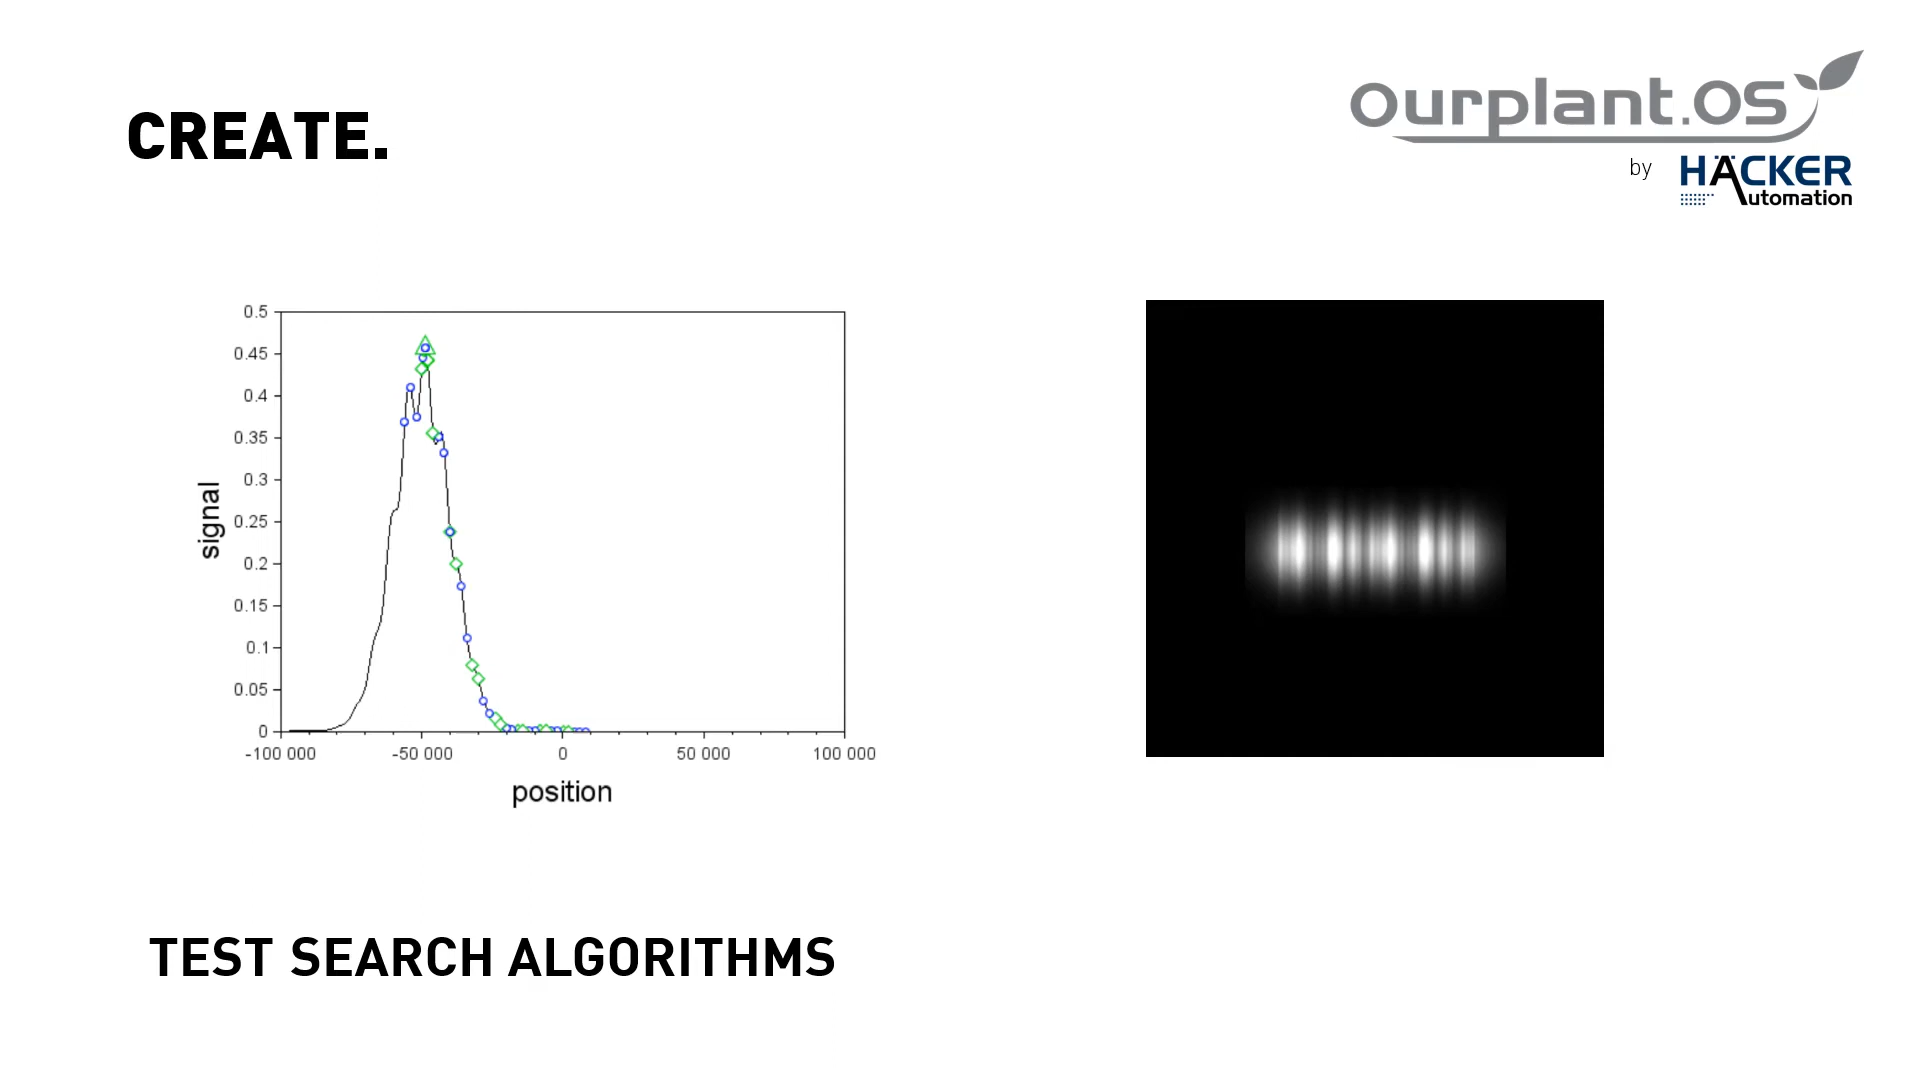 CREATE.
ourplant.OS
by HÄCKER
Automation
0.5
0.45
0.4
0.35
0.3
0.25
0.2
0.15
0.1
0.05
0
signal
-100 000 -50 000 0 50 000 100 000
position
TEST SEARCH ALGORITHMS